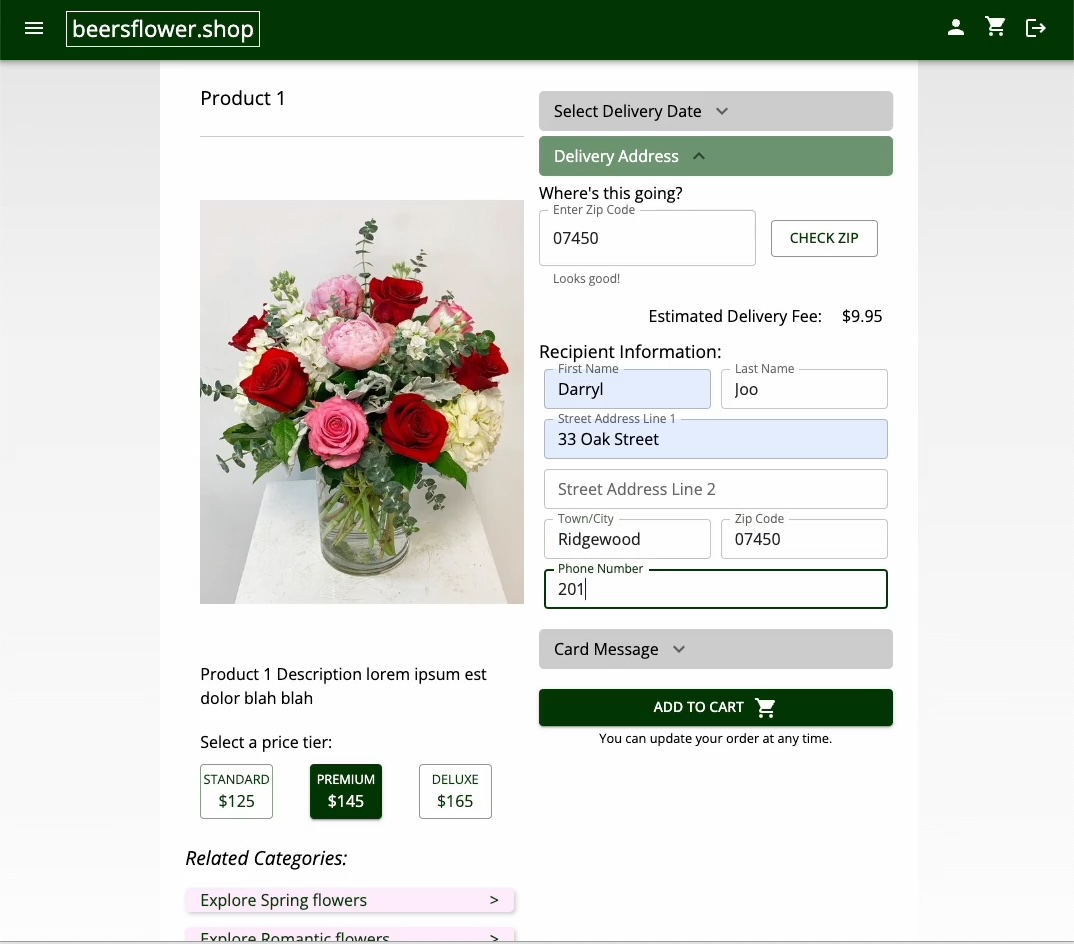 beersflower.shop
Product 1
Select Delivery Date
Delivery Address
Where's this going?
Enter Zip Code
07450
CHECK ZIP
Looks good!
Estimated Delivery Fee: $9.95
Recipient Information:
First Name
Darryl
Last Name
Joo
Street Address Line 1
33 Oak Street
Street Address Line 2
Town/City
Ridgewood
Zip Code
07450
Phone Number
201
Card Message
ADD TO CART
You can update your order at any time.
Product 1 Description lorem ipsum est
dolor blah blah
Select a price tier:
STANDARD
$125
PREMIUM
$145
DELUXE
$165
Related Categories:
Explore Spring flowers >
Explore Romantic flowers >